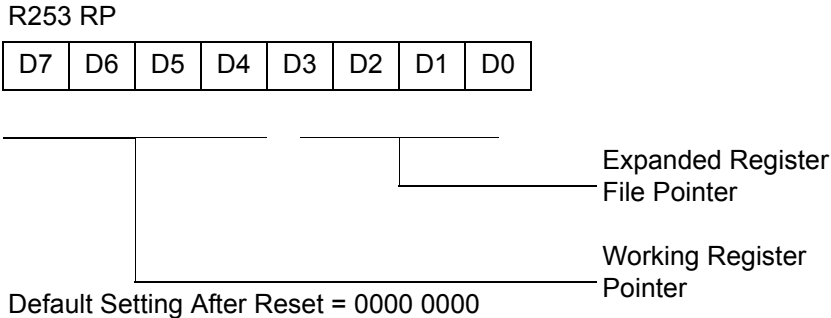 R253 RP
D7 D6 D5 D4 D3 D2 D1 D0
Expanded Register
File Pointer
Working Register
Pointer
Default Setting After Reset = 0000 0000